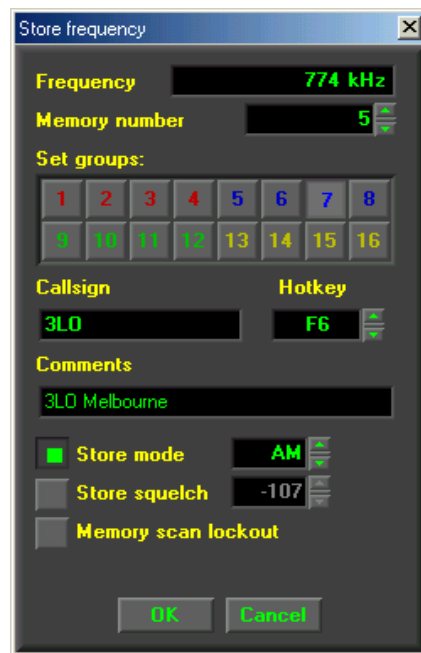 Store frequency
Frequency 774 kHz
Memory number 5
Set groups:
1 2 3 4 5 6 7 8
9 10 11 12 13 14 15 16
Callsign Hotkey
3LO F6
Comments
3LO Melbourne
Store mode AM
Store squelch -107
Memory scan lockout
OK Cancel